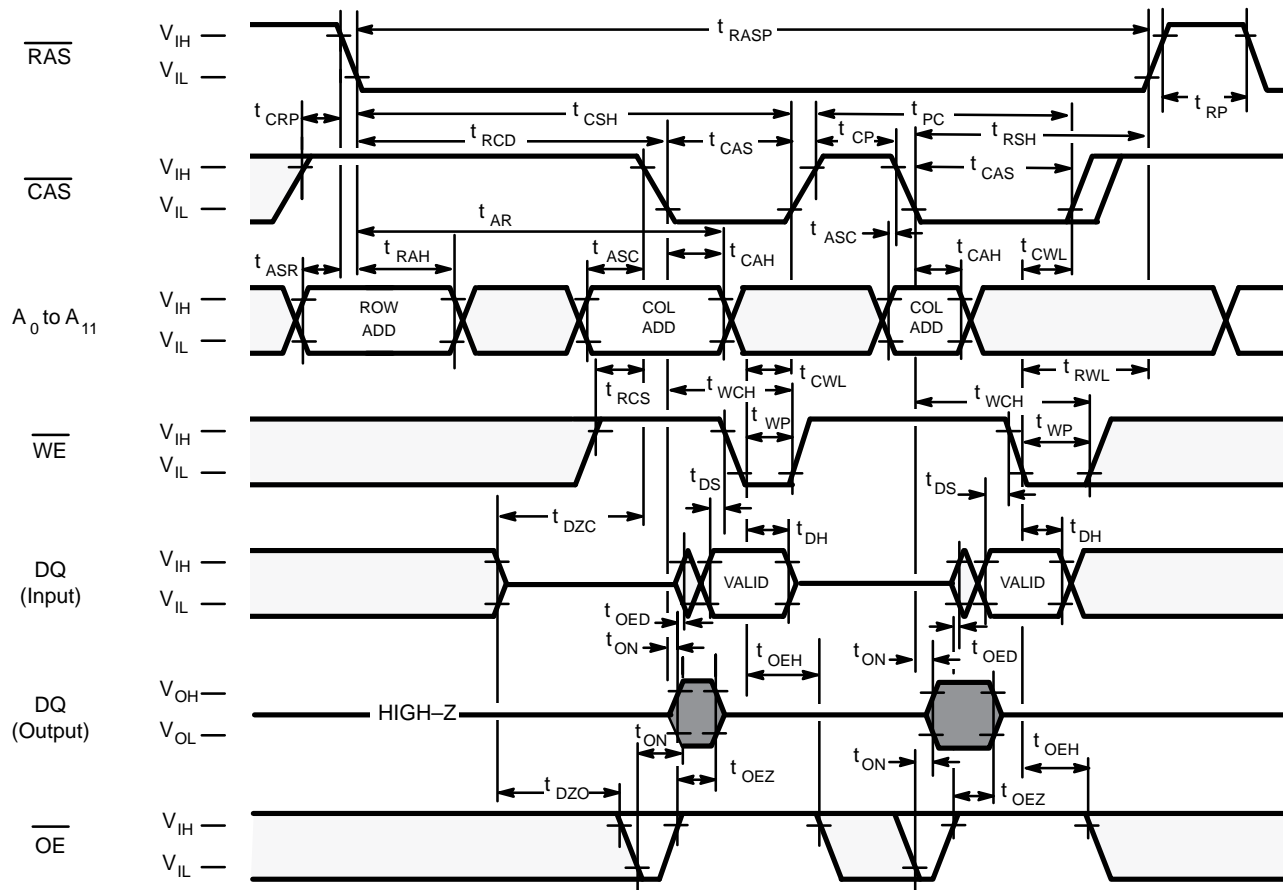 RAS
V IH
V IL
t RASP
t RP
t CRP
t CSH
t PC
t RCD
t CAS
t CP
t RSH
CAS
V IH
V IL
t CAS
t AR
t ASC
t ASR
t RAH
t ASC
t CAH
t CAH
t CWL
A 0 to A 11
V IH
V IL
ROW ADD
COL ADD
COL ADD
t RCS
t WCH
t CWL
t RWL
t WCH
WE
V IH
V IL
t WP
t WP
t DS
t DS
t DZC
t DH
t DH
DQ (Input)
V IH
V IL
VALID
VALID
t OED
t ON
t OEH
t ON
t OED
DQ (Output)
V OH
V OL
HIGH–Z
t ON
t OEZ
t ON
t OEH
t DZO
t OEZ
OE
V IH
V IL